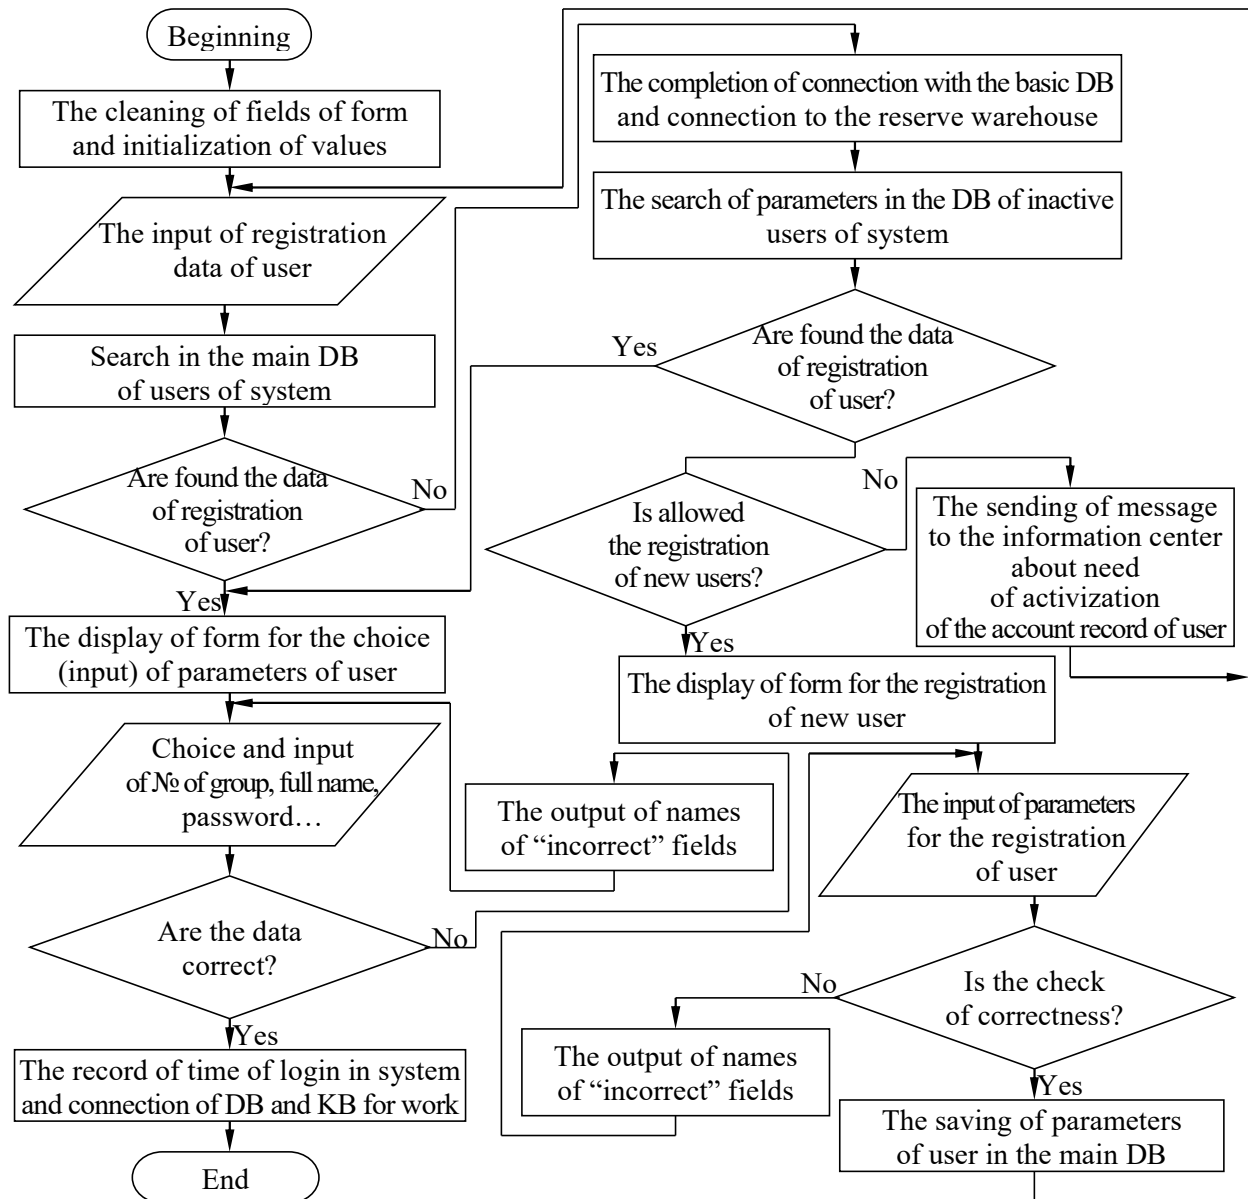 Beginning
The cleaning of fields of form
and initialization of values
The input of registration
data of user
Search in the main DB
of users of system
Are found the data
of registration
of user?
No
Yes
The display of form for the choice
(input) of parameters of user
Choice and input
of № of group, full name,
password…
Are the data
correct?
No
Yes
The record of time of login in system
and connection of DB and KB for work
End
The completion of connection with the basic DB
and connection to the reserve warehouse
The search of parameters in the DB of inactive
users of system
Yes
Are found the data
of registration
of user?
Is allowed
the registration
of new users?
No
The sending of message
to the information center
about need
of activization
of the account record of user
Yes
The display of form for the registration
of new user
The output of names
of “incorrect” fields
The input of parameters
for the registration
of user
Is the check
of correctness?
No
The output of names
of “incorrect” fields
Yes
The saving of parameters
of user in the main DB